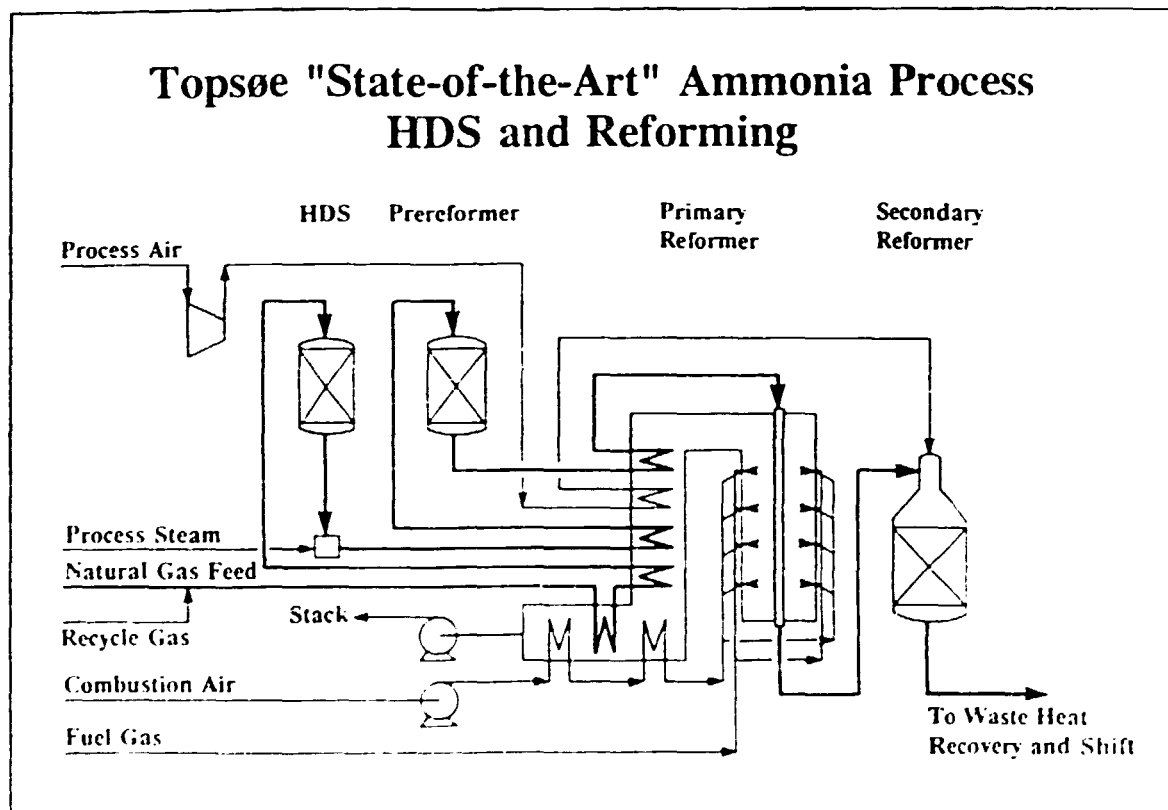 Topsøe "State-of-the-Art" Ammonia Process
HDS and Reforming
HDS
Prereformer
Primary
Reformer
Secondary
Reformer
Process Air
Process Steam
Natural Gas Feed
Recycle Gas
Stack
Combustion Air
Fuel Gas
To Waste Heat
Recovery and Shift